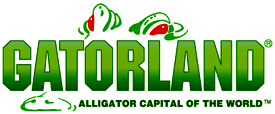 GATORLAND®
ALLIGATOR CAPITAL OF THE WORLD™